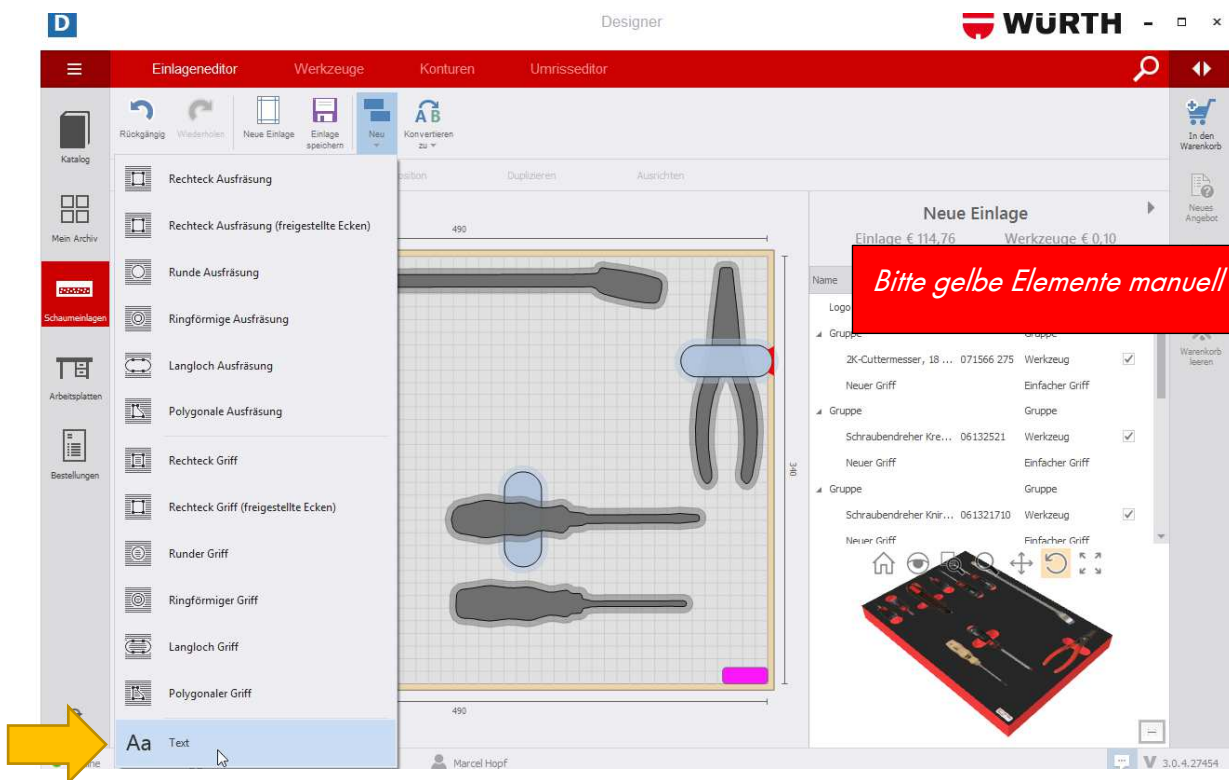 D
Designer
WÜRTH
Einlageneditor
Werkzeuge
Konturen
Umrisseditor
Rückgängig
Wiederholen
Neue Einlage
Einlage
speichern
Neu
A B
Konvertieren
zu
Duplizieren
Ausrichten
Katalog
Mein Archiv
Schaumeinlagen
Arbeitsplatten
Bestellungen
Rechteck Ausfräsung
Rechteck Ausfräsung (freigestellte Ecken)
Runde Ausfräsung
Ringförmige Ausfräsung
Langloch Ausfräsung
Polygonale Ausfräsung
Rechteck Griff
Rechteck Griff (freigestellte Ecken)
Runder Griff
Ringförmiger Griff
Langloch Griff
Polygonaler Griff
Aa Text
490
340
490
Neue Einlage
Einlage € 114,76 Werkzeuge € 0,10
Bitte gelbe Elemente manuell
Name
Logo
Gruppe Gruppe
2K-Cuttermesser, 18 ... 071566 275 Werkzeug
Neuer Griff Einfacher Griff
Gruppe Gruppe
Schraubendreher Kre... 06132521 Werkzeug
Neuer Griff Einfacher Griff
Gruppe Gruppe
Schraubendreher Knir... 061321710 Werkzeug
Neuer Griff Einfacher Griff
In den
Warenkorb
Neues
Angebot
Warenkorb
leeren
Marcel Hopf
V 3.0.4.27454